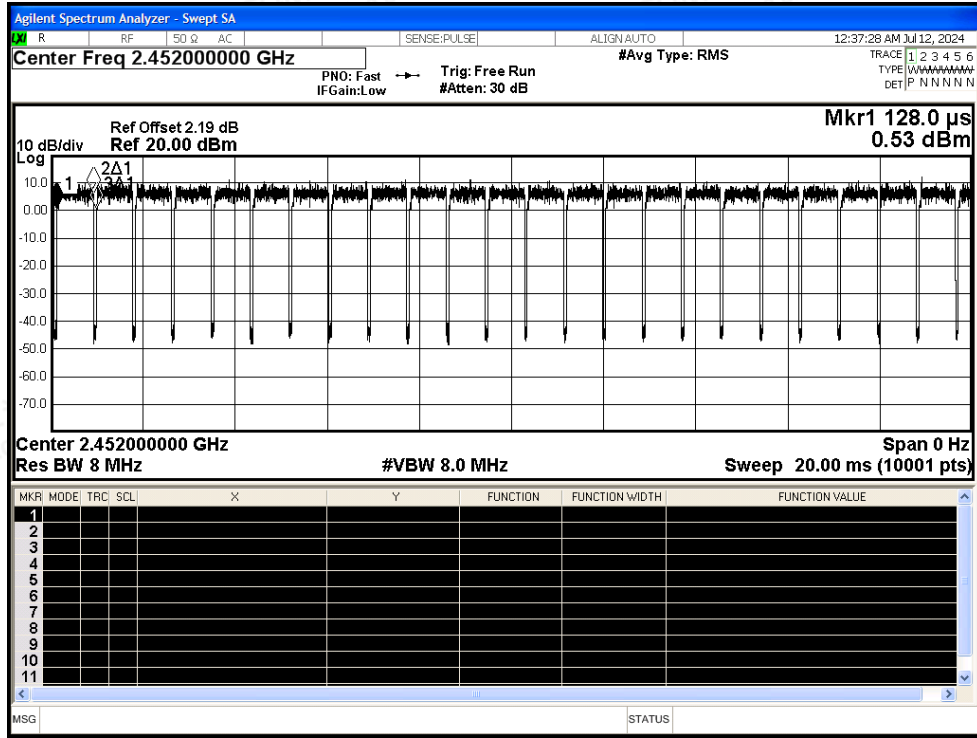 Agilent Spectrum Analyzer - Swept SA
LXI R RF 50 Ω AC SENSE:PULSE ALIGN AUTO 12:37:28 AM Jul 12, 2024
Center Freq 2.452000000 GHz #Avg Type: RMS TRACE 1 2 3 4 5 6
PNO: Fast Trig: Free Run TYPE
IFGain:Low #Atten: 30 dB DET P N N N N N
Mkr1 128.0 µs
Ref Offset 2.19 dB
10 dB/div Ref 20.00 dBm 0.53 dBm
Log
2Δ1
10.0 1
0.00
-10.0
-20.0
-30.0
-40.0
-50.0
-60.0
-70.0
Center 2.452000000 GHz Span 0 Hz
Res BW 8 MHz #VBW 8.0 MHz Sweep 20.00 ms (10001 pts)
MKR MODE TRC SCL X Y FUNCTION FUNCTION WIDTH FUNCTION VALUE
1
2
3
4
5
6
7
8
9
10
11
MSG STATUS